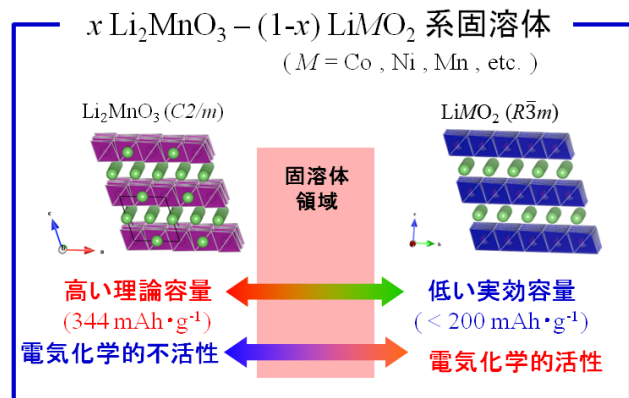 x Li₂MnO₃ – (1-x) LiMO₂ 系固溶体
( M = Co , Ni , Mn , etc. )
Li₂MnO₃ (C2/m)
LiMO₂ (R3̅m)
固溶体
領域
高い理論容量
(344 mAh・g⁻¹)
電気化学的不活性
低い実効容量
( < 200 mAh・g⁻¹)
電気化学的活性